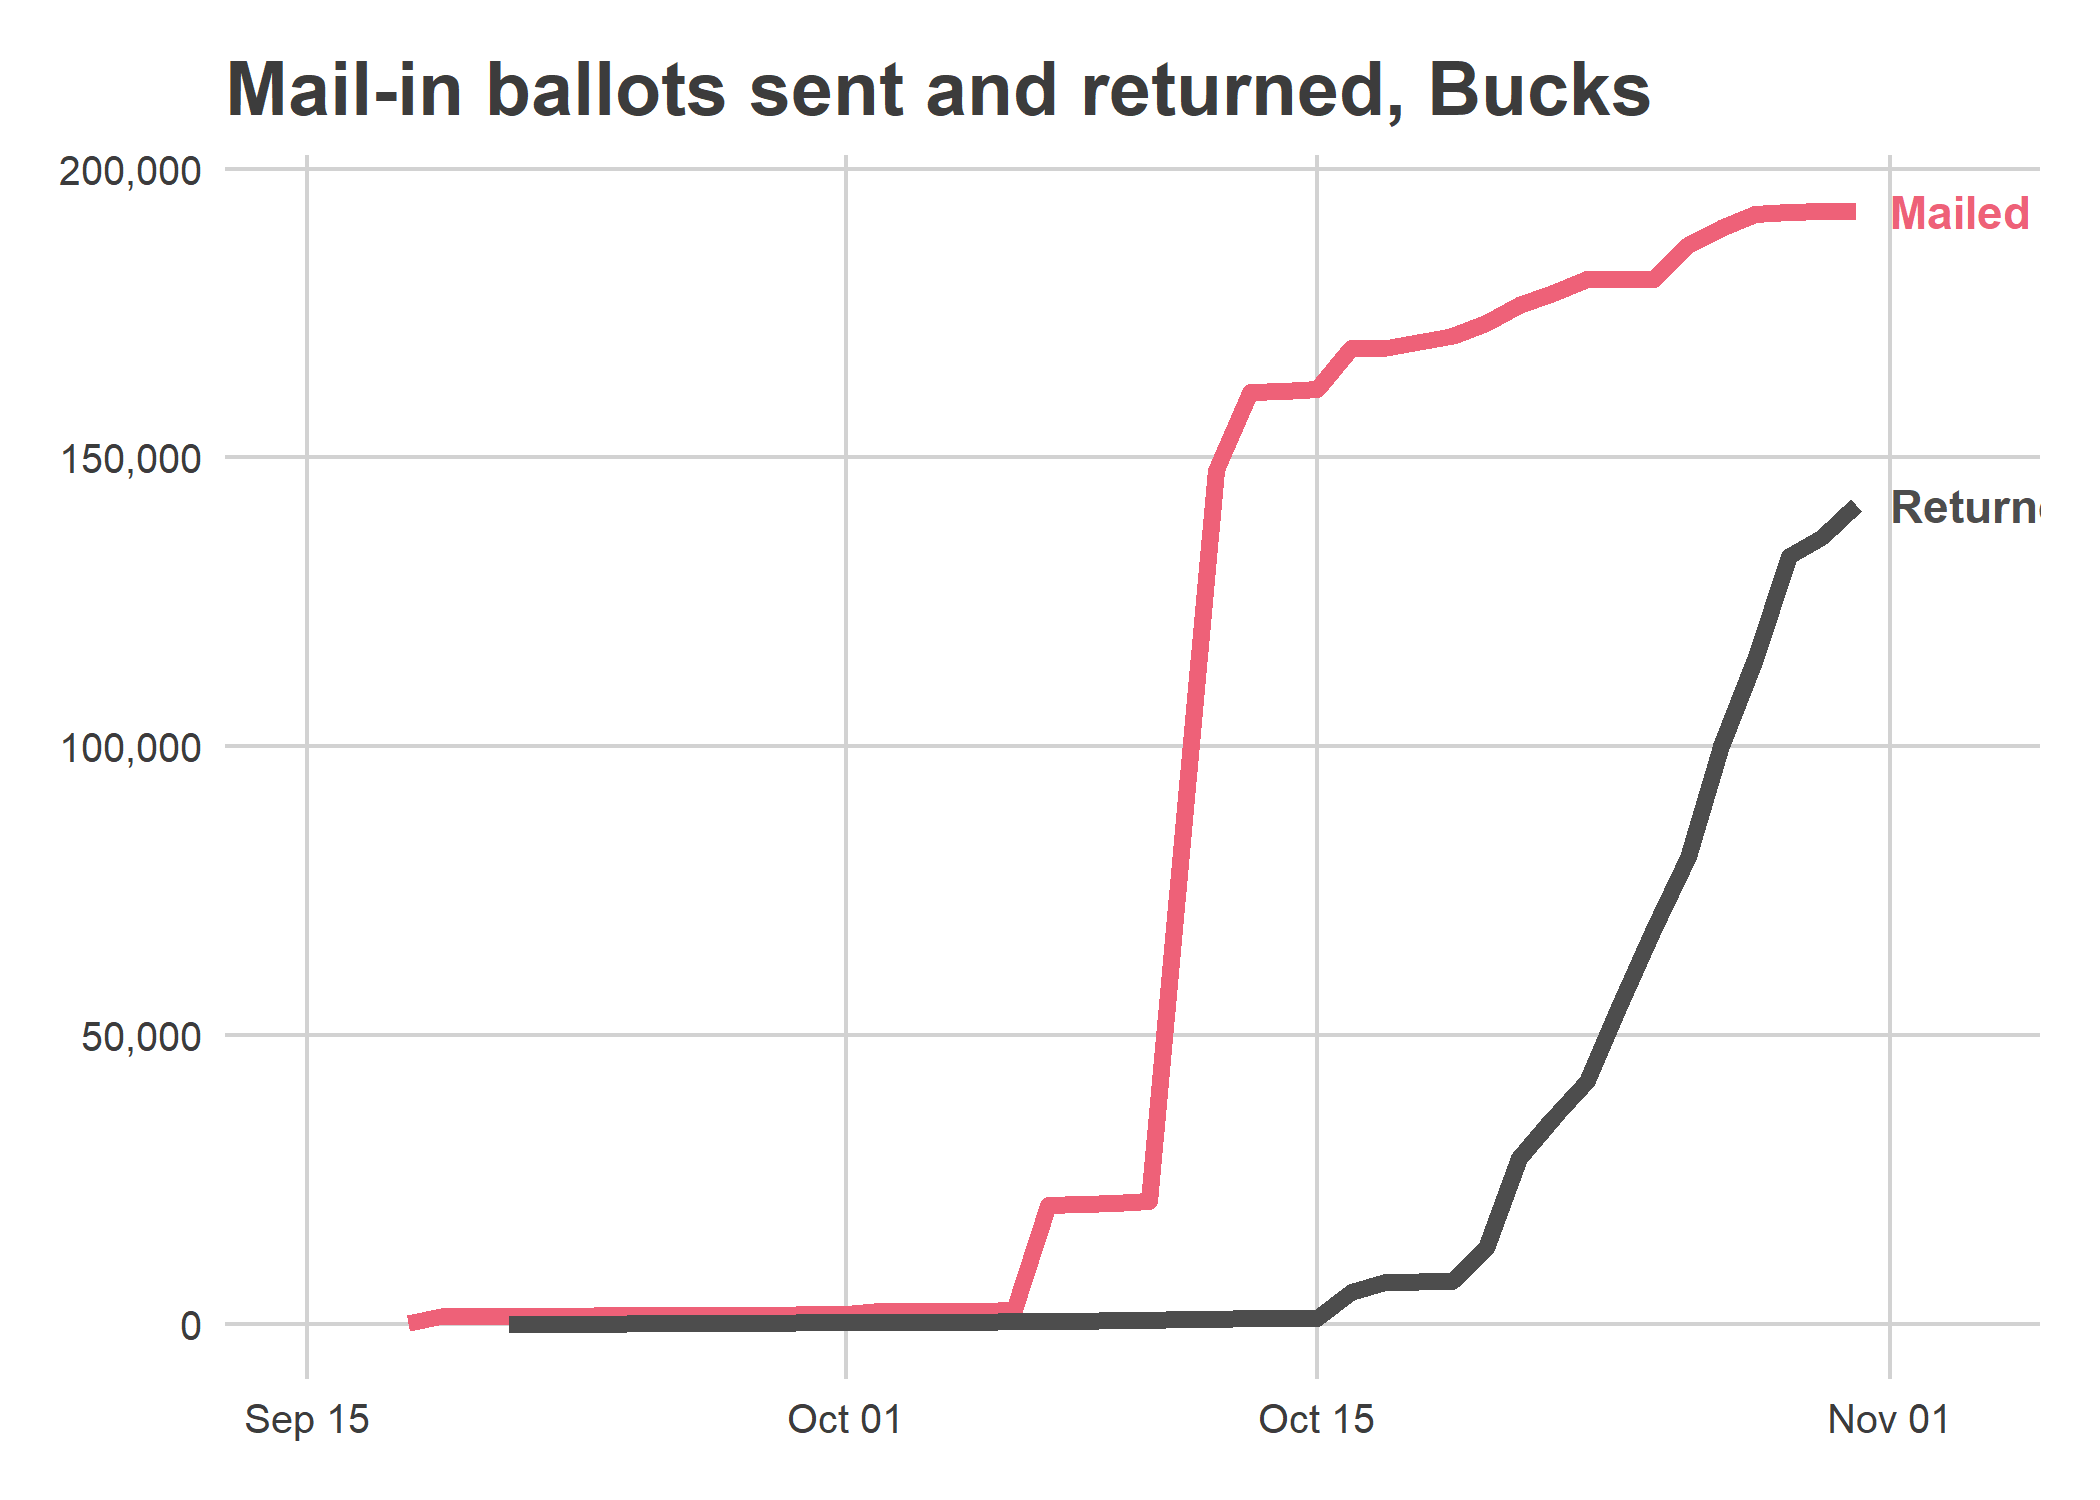 Mail-in ballots sent and returned, Bucks
200,000
Mailed
150,000
Return
100,000
50,000
0
Sep 15 Oct 01 Oct 15 Nov 01